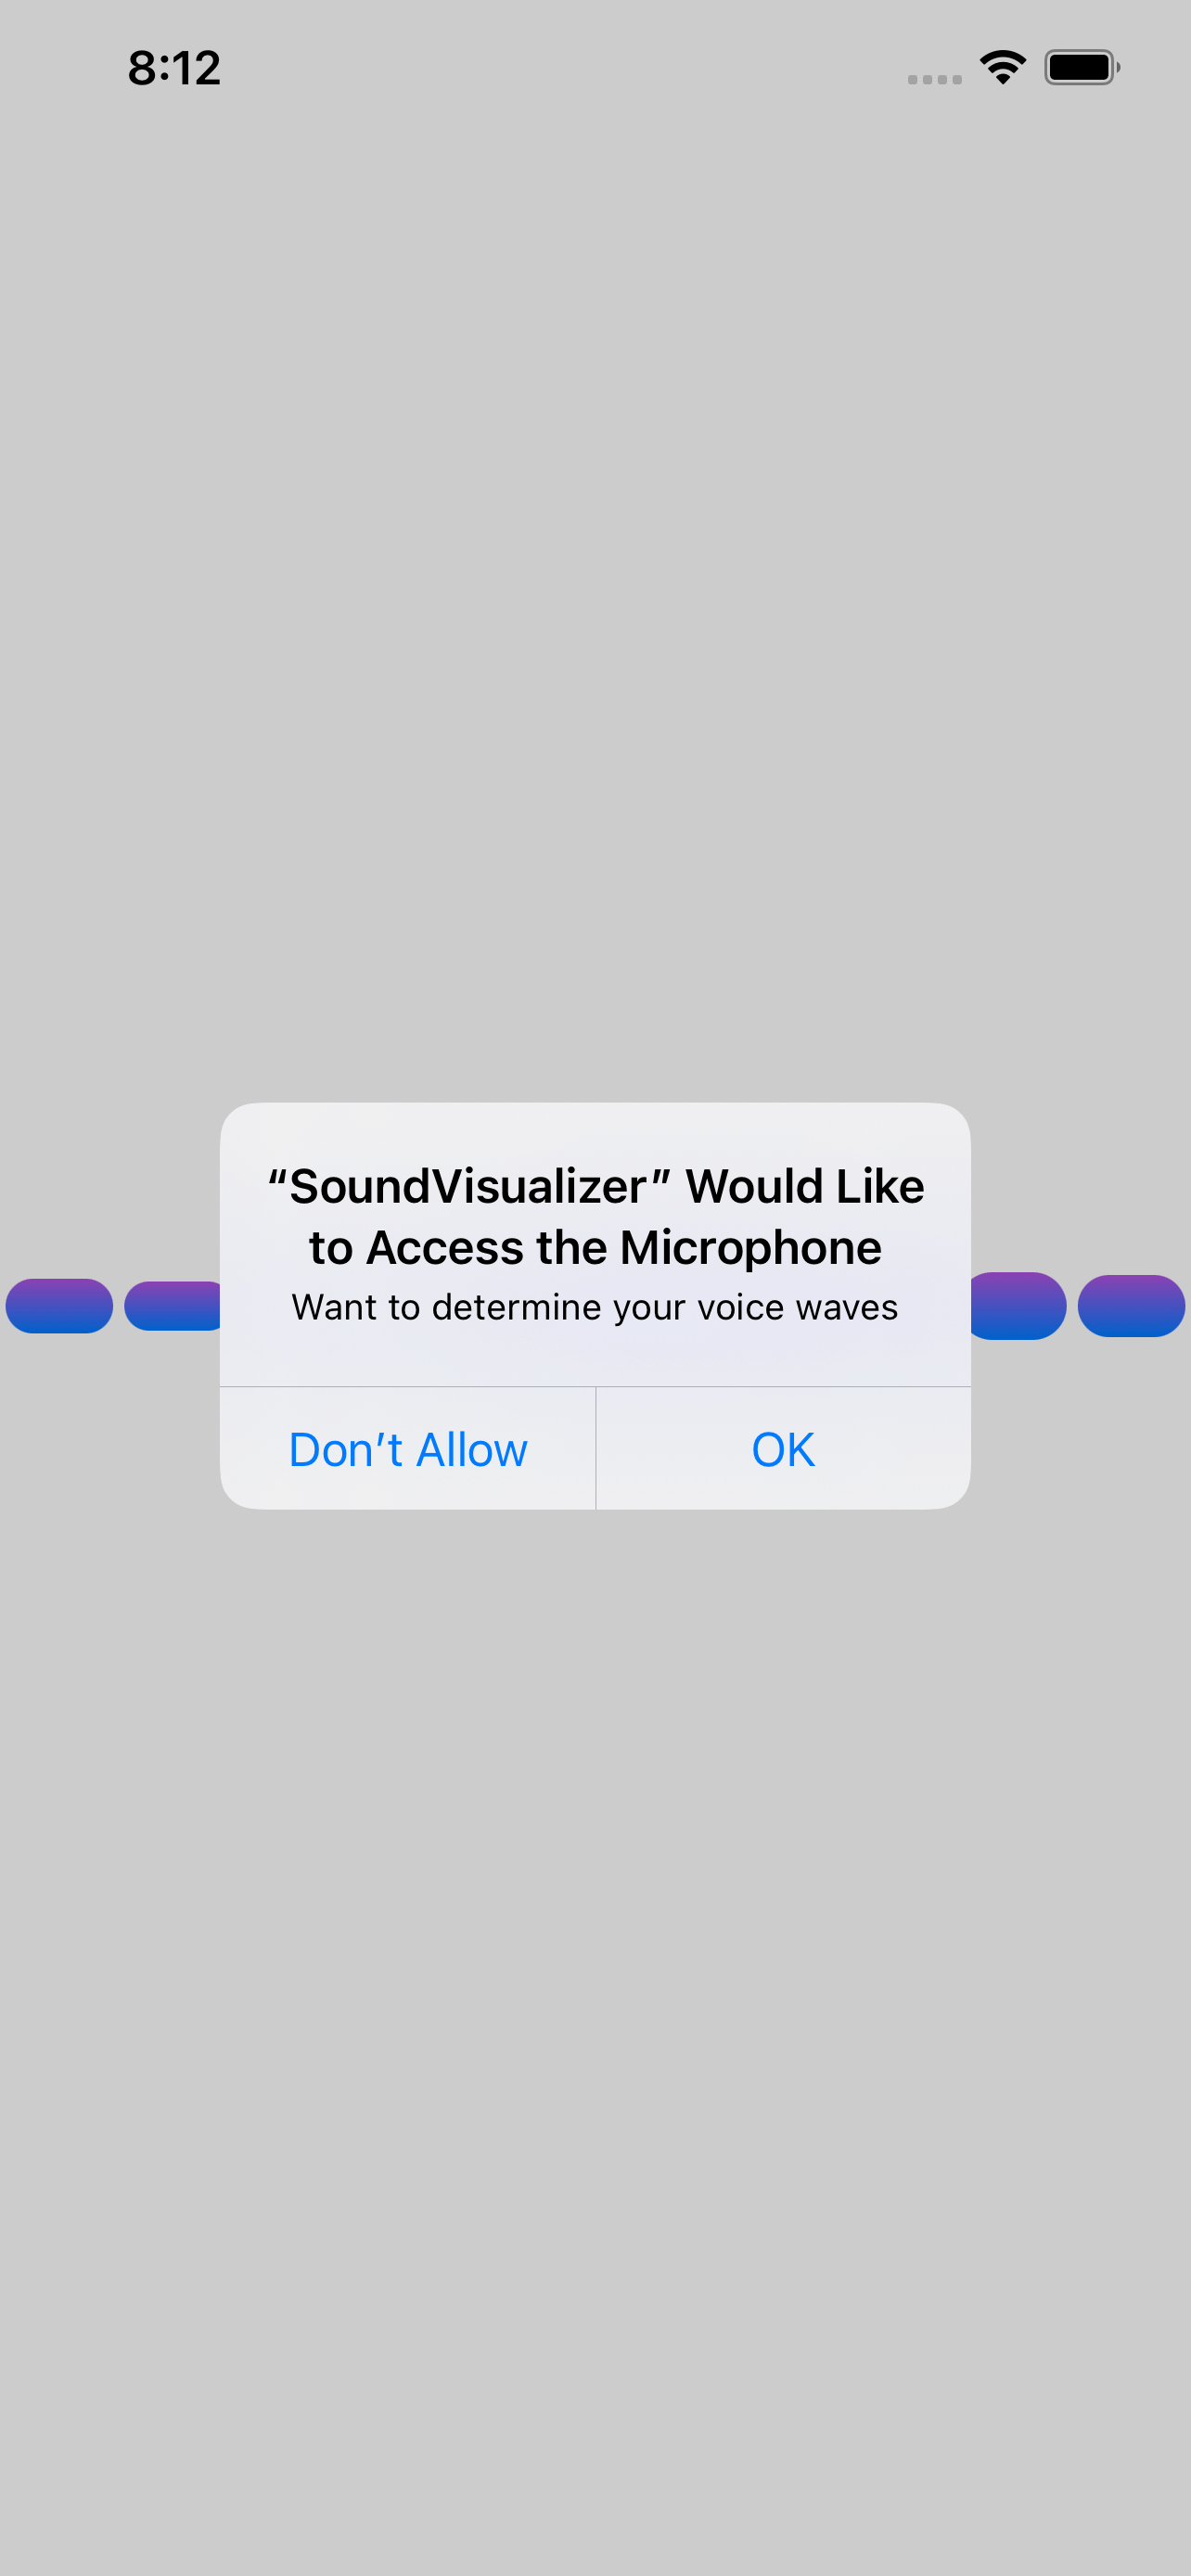 8:12
“SoundVisualizer” Would Like
to Access the Microphone
Want to determine your voice waves
Don’t Allow
OK